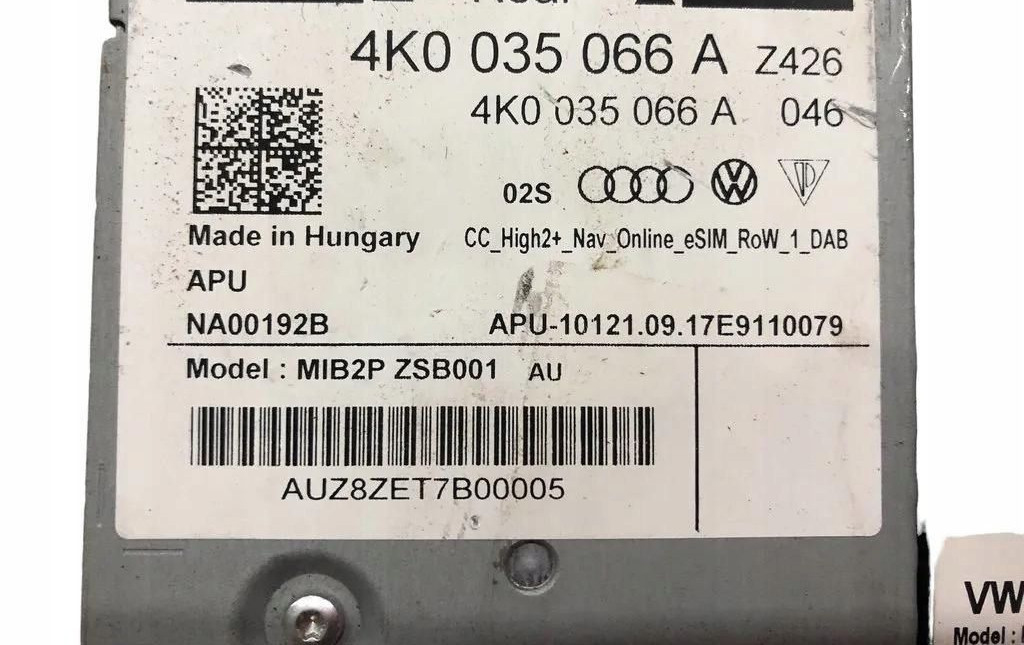 4K0 035 066 A Z426
4K0 035 066 A 046
02S
Made in Hungary
CC_High2+_Nav_Online_eSIM_RoW_1_DAB
APU
NA00192B
APU-10121.09.17E9110079
Model : MIB2P ZSB001 AU
AUZ8ZET7B00005
VW
Model :